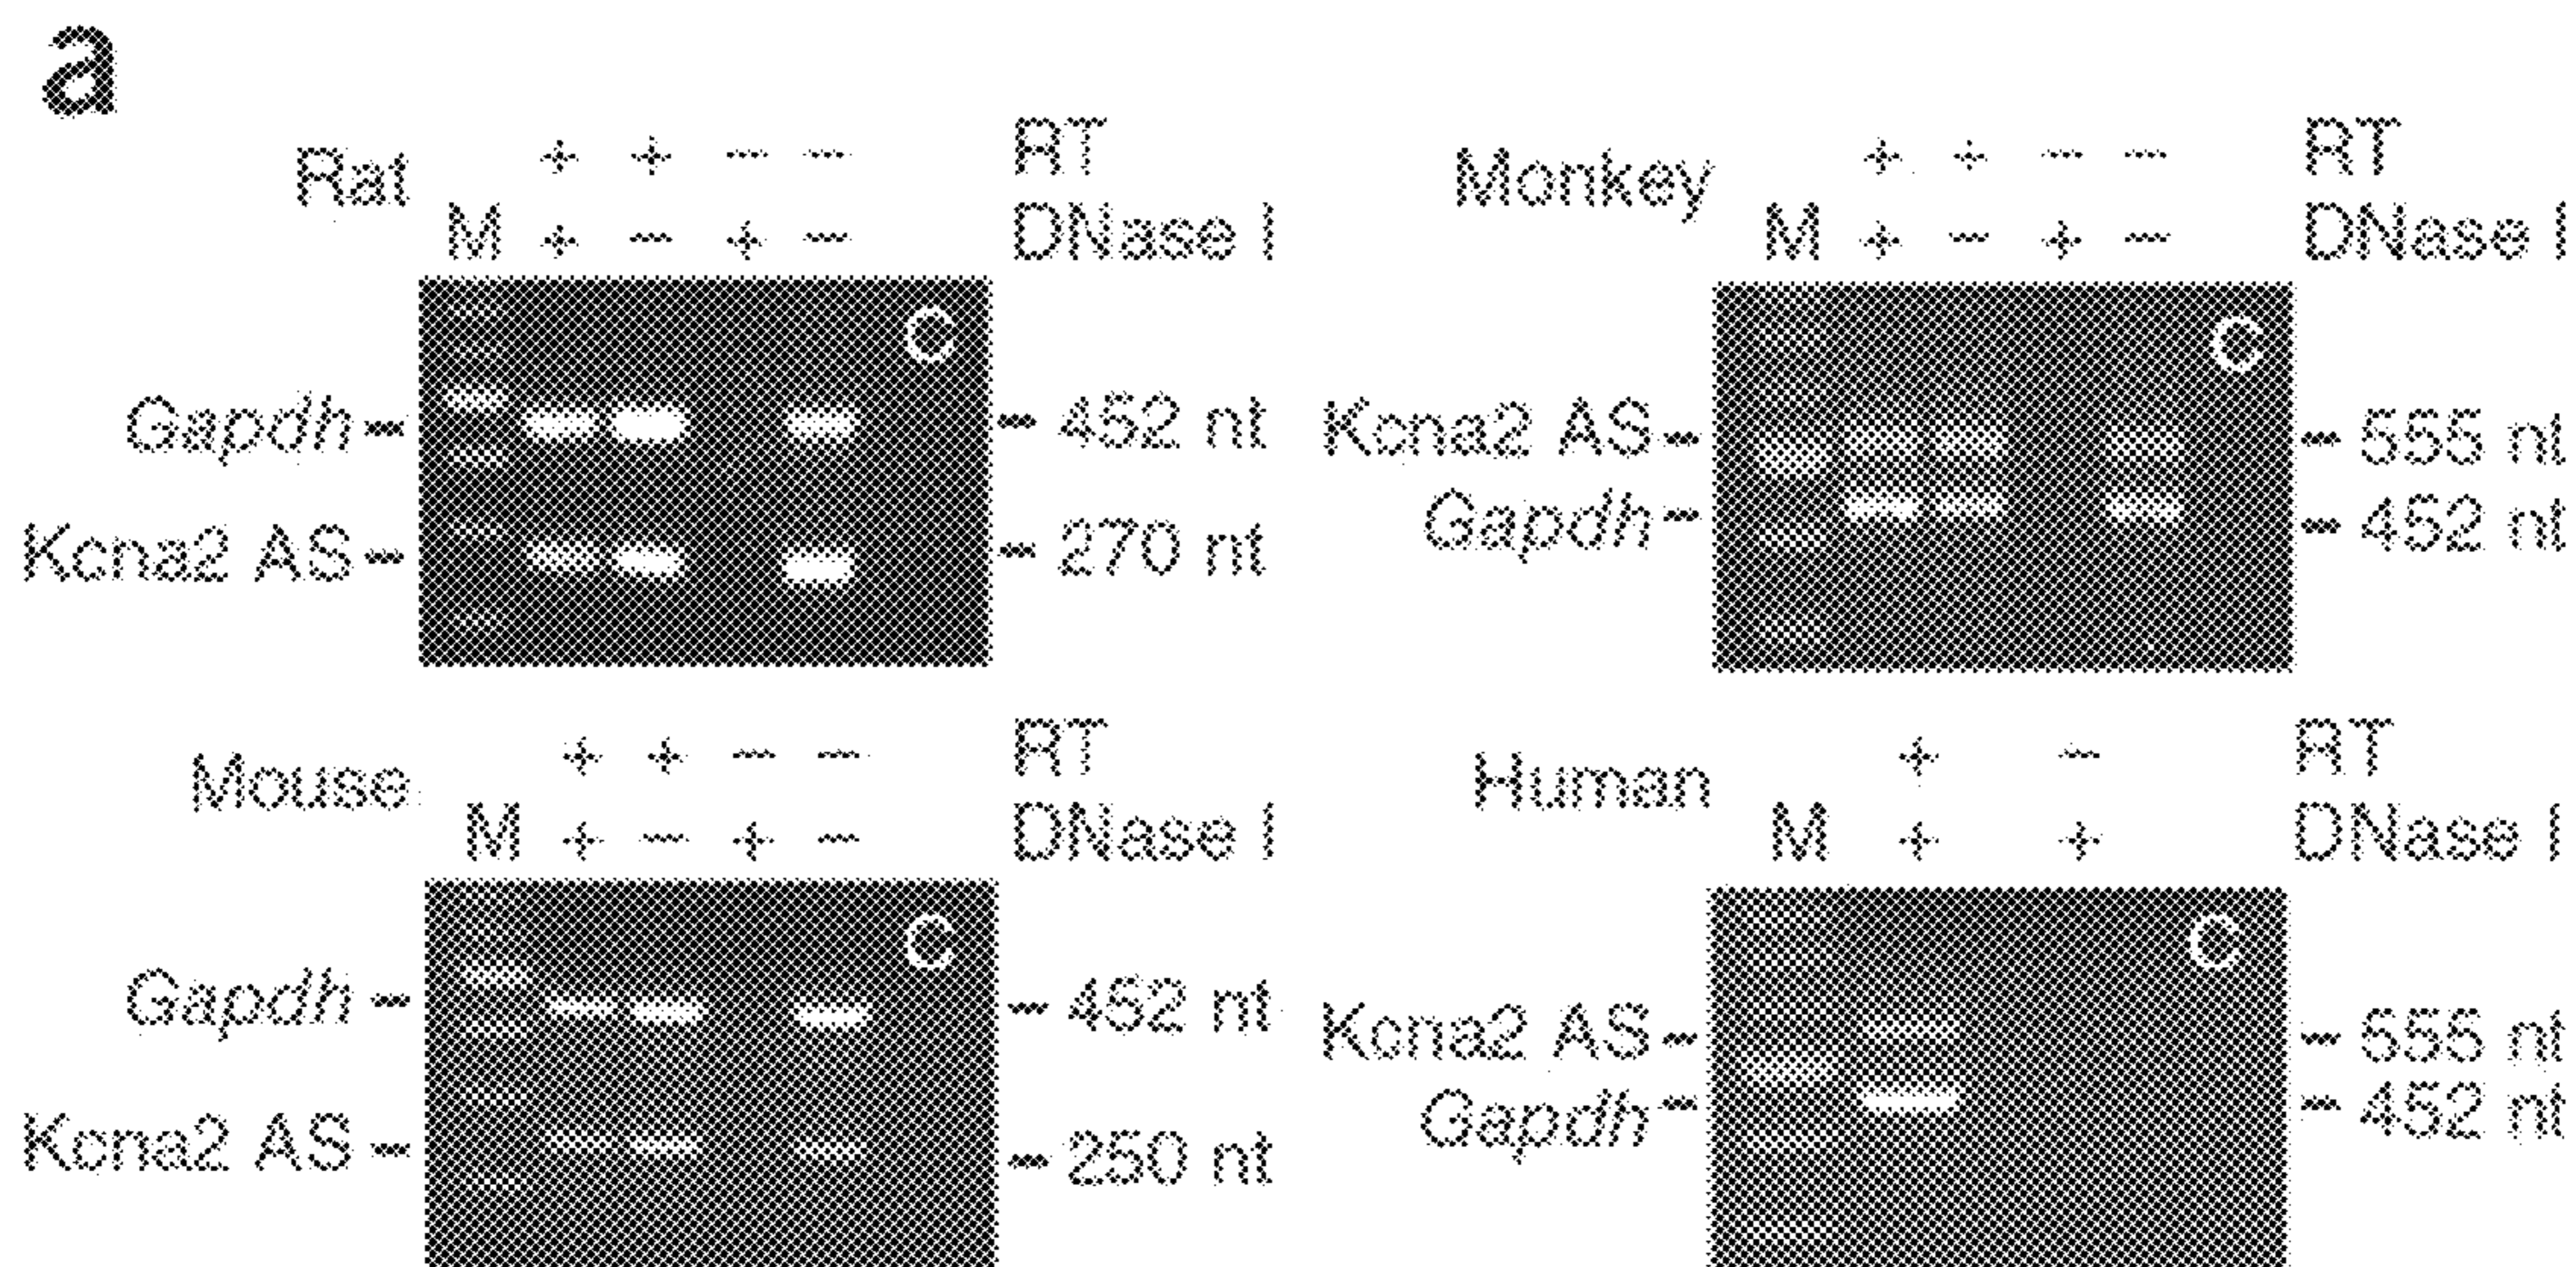 a
Rat + + − − RT
M + − + − DNase I
C
Gapdh – – 452 nt
Kcna2 AS – – 270 nt
Monkey + + − − RT
M + − + − DNase I
C
Kcna2 AS – – 555 nt
Gapdh – – 452 nt
Mouse + + − − RT
M + − + − DNase I
C
Gapdh – – 452 nt
Kcna2 AS – – 250 nt
Human + − RT
M + + DNase I
C
Kcna2 AS – – 555 nt
Gapdh – – 452 nt